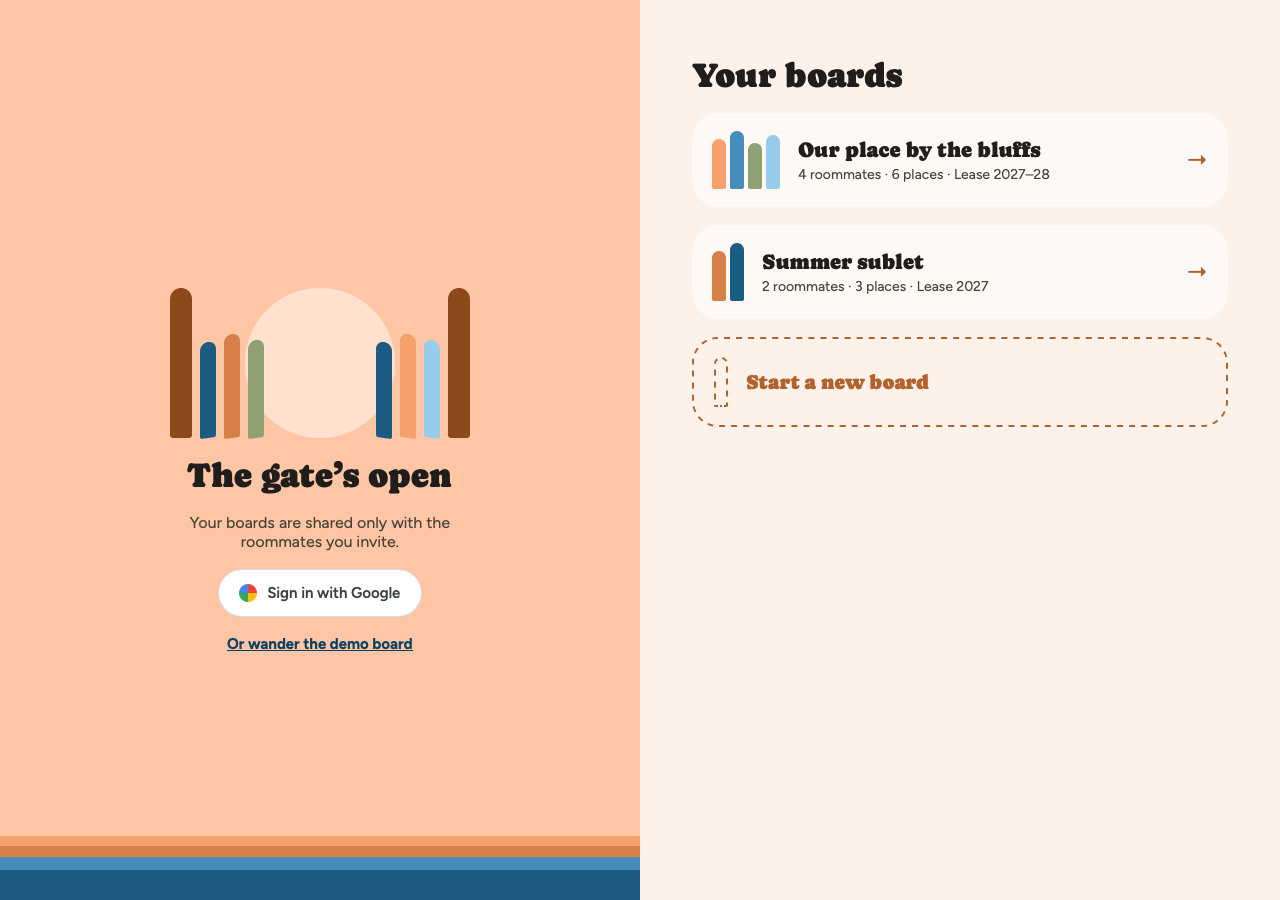 The gate’s open
Your boards are shared only with the
roommates you invite.
Sign in with Google
Or wander the demo board
Your boards
Our place by the bluffs
4 roommates · 6 places · Lease 2027–28
→
Summer sublet
2 roommates · 3 places · Lease 2027
→
Start a new board